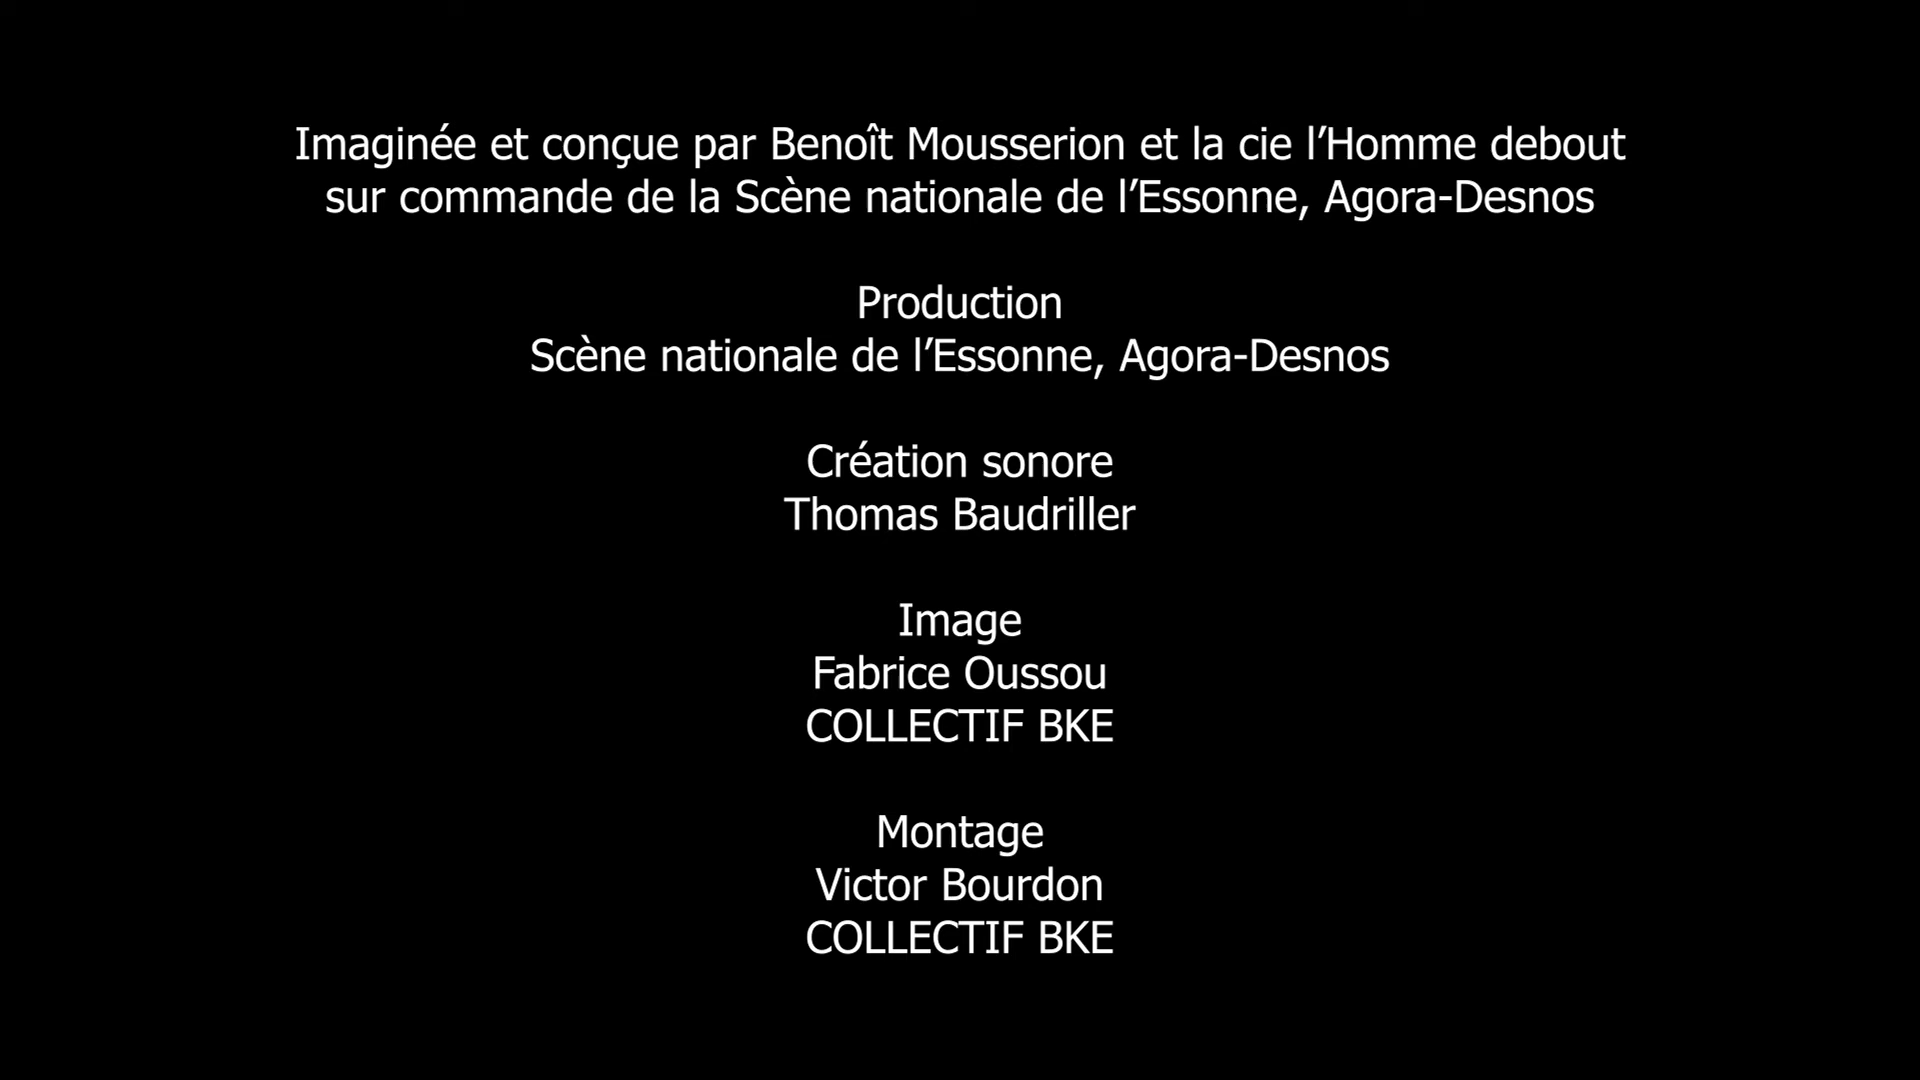 Imaginée et conçue par Benoît Mousserion et la cie l’Homme debout
sur commande de la Scène nationale de l’Essonne, Agora-Desnos
Production
Scène nationale de l’Essonne, Agora-Desnos
Création sonore
Thomas Baudriller
Image
Fabrice Oussou
COLLECTIF BKE
Montage
Victor Bourdon
COLLECTIF BKE